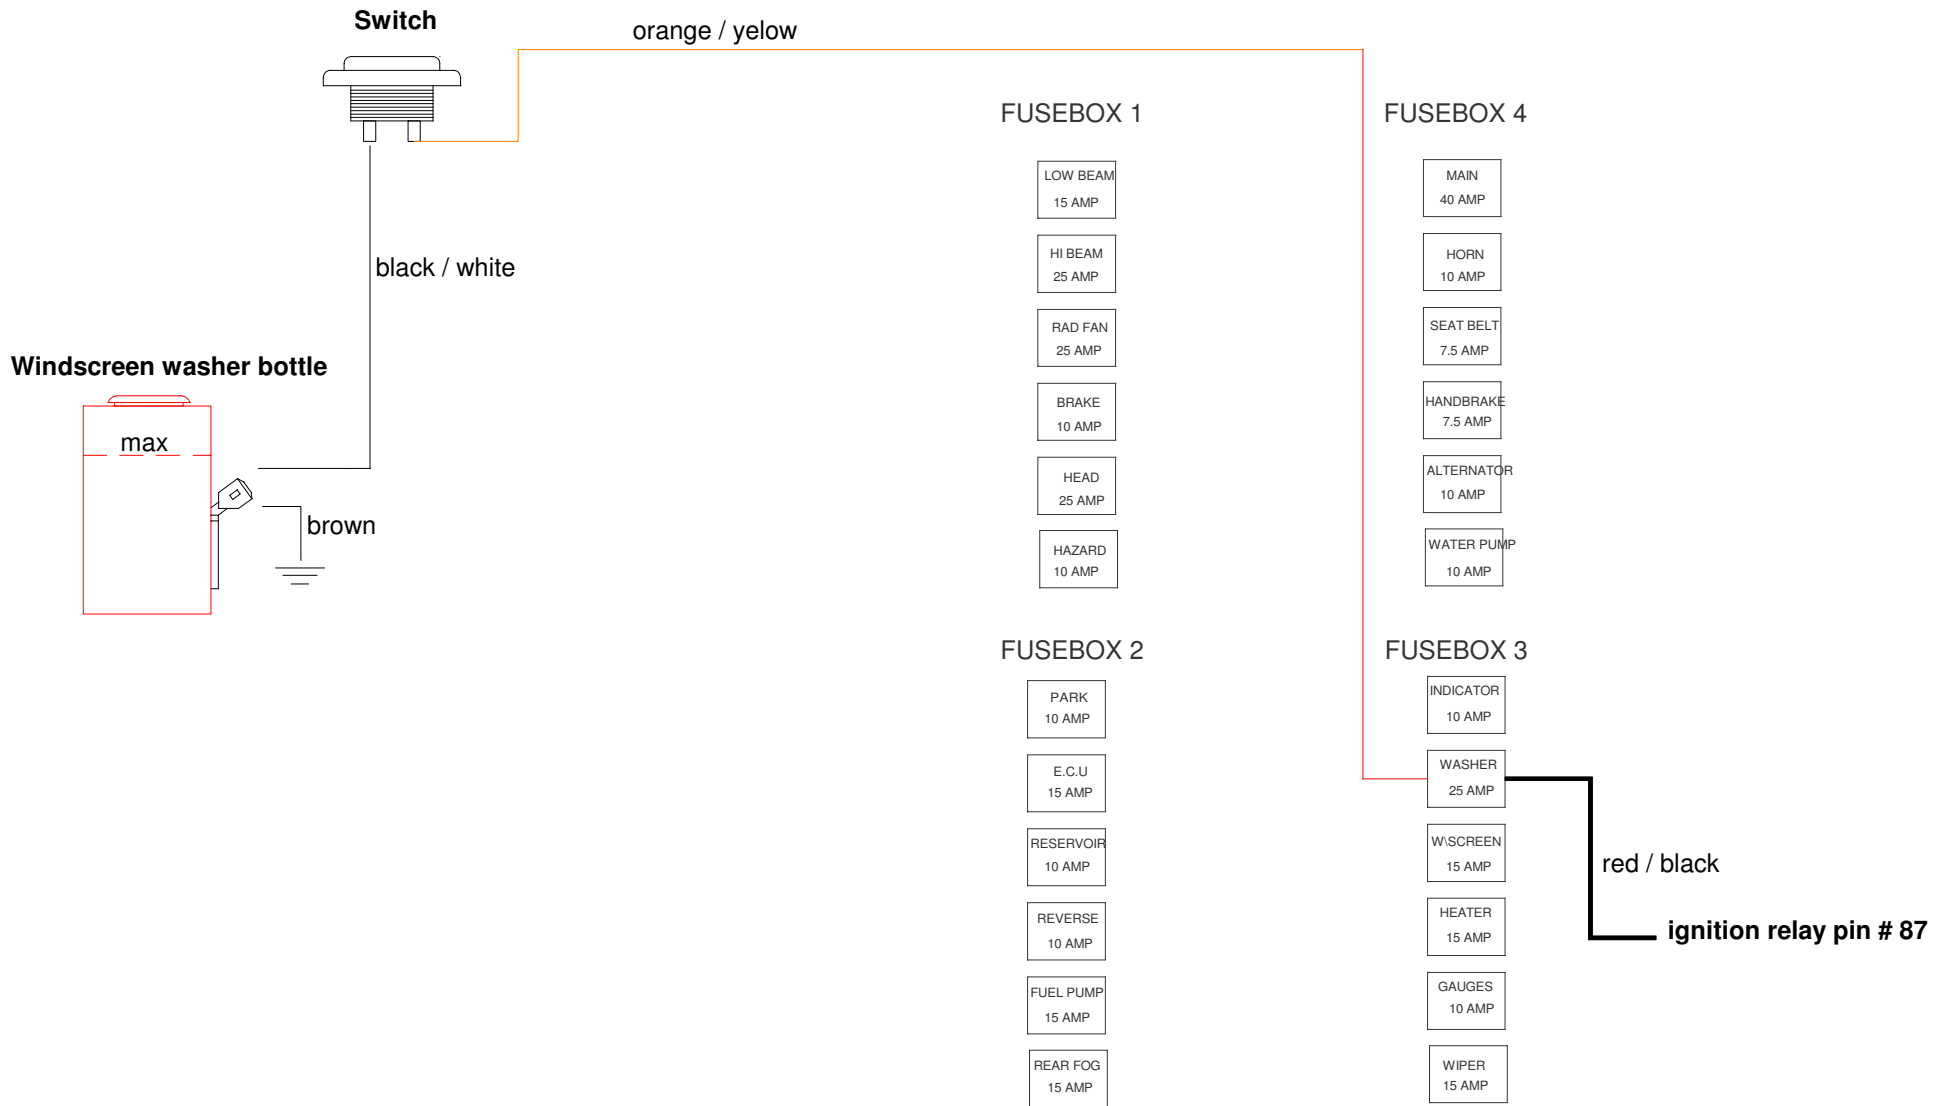 Switch
orange / yelow
black / white
Windscreen washer bottle
max
brown
FUSEBOX 1
LOW BEAM
15 AMP
HI BEAM
25 AMP
RAD FAN
25 AMP
BRAKE
10 AMP
HEAD
25 AMP
HAZARD
10 AMP
FUSEBOX 4
MAIN
40 AMP
HORN
10 AMP
SEAT BELT
7.5 AMP
HANDBRAKE
7.5 AMP
ALTERNATOR
10 AMP
WATER PUMP
10 AMP
FUSEBOX 2
PARK
10 AMP
E.C.U
15 AMP
RESERVOIR
10 AMP
REVERSE
10 AMP
FUEL PUMP
15 AMP
REAR FOG
15 AMP
FUSEBOX 3
INDICATOR
10 AMP
WASHER
25 AMP
W\SCREEN
15 AMP
HEATER
15 AMP
GAUGES
10 AMP
WIPER
15 AMP
red / black
ignition relay pin # 87